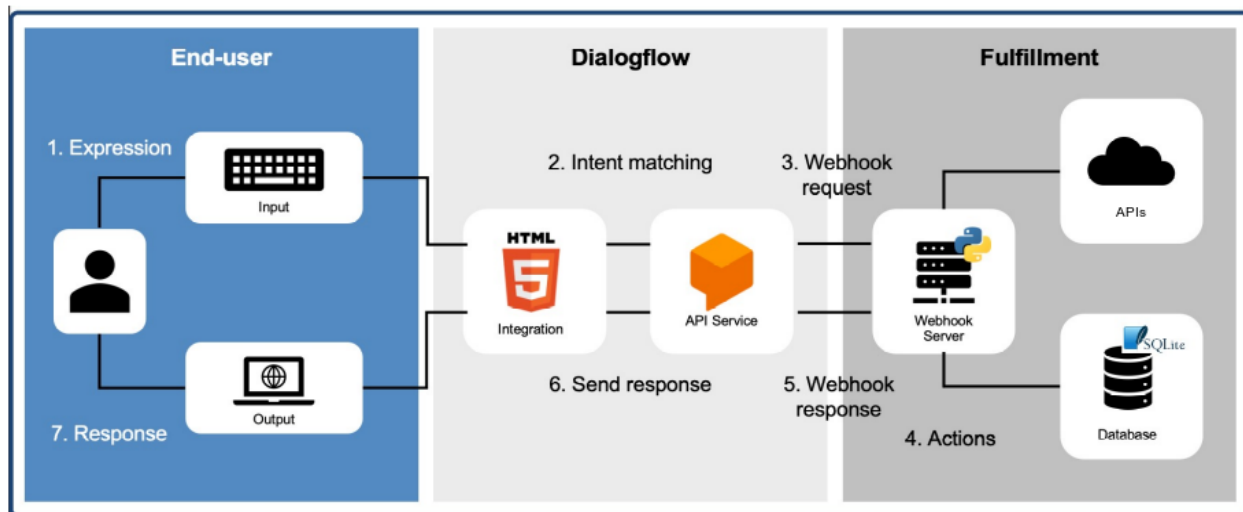 End-user
Dialogflow
Fulfillment
1. Expression
Input
2. Intent matching
3. Webhook
request
APIs
HTML
5
Integration
API Service
Webhook
Server
SQLite
Database
Output
7. Response
6. Send response
5. Webhook
response
4. Actions